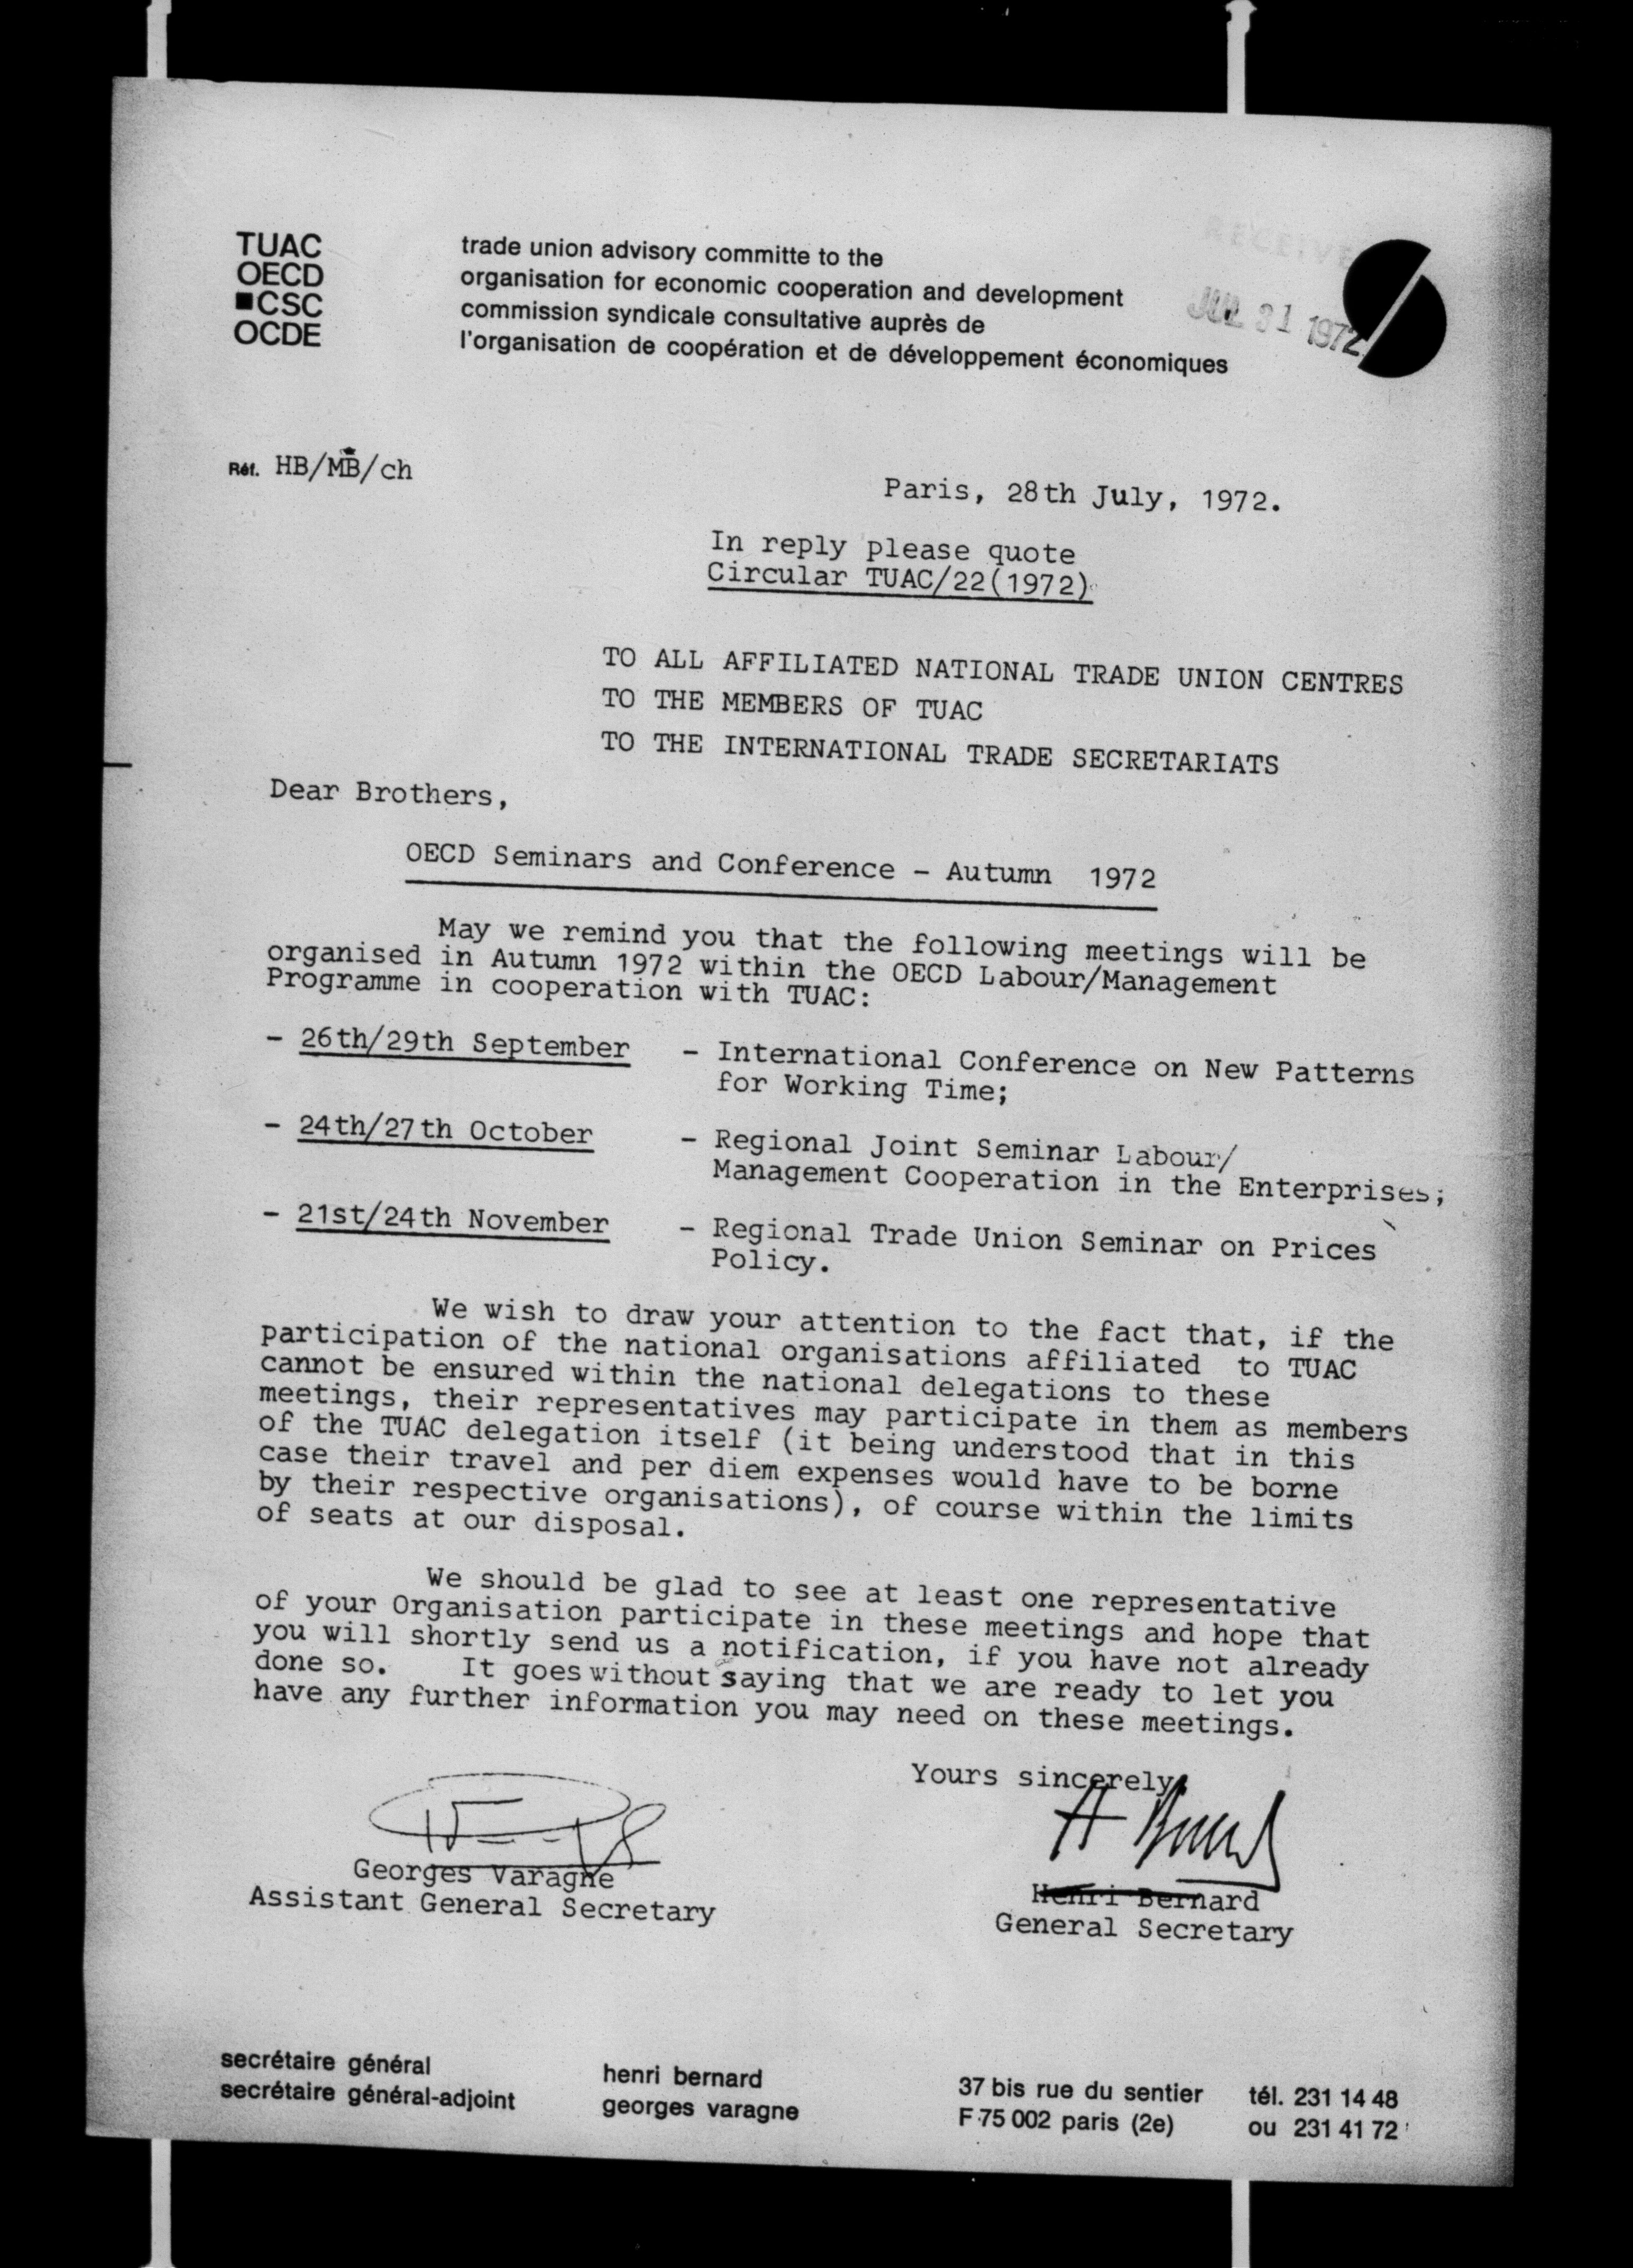 TUAC
OECD
CSC
OCDE
trade union advisory committe to the
organisation for economic cooperation and development
commission syndicale consultative auprès de
l'organisation de coopération et de développement économiques
RECEIVE
JUL 31 1972
Réf. HB/MB/ch
Paris, 28th July, 1972.
In reply please quote
Circular TUAC/22(1972)
TO ALL AFFILIATED NATIONAL TRADE UNION CENTRES
TO THE MEMBERS OF TUAC
TO THE INTERNATIONAL TRADE SECRETARIATS
Dear Brothers,
OECD Seminars and Conference - Autumn 1972
May we remind you that the following meetings will be
organised in Autumn 1972 within the OECD Labour/Management
Programme in cooperation with TUAC:
- 26th/29th September - International Conference on New Patterns
for Working Time;
- 24th/27th October - Regional Joint Seminar Labour/
Management Cooperation in the Enterprises;
- 21st/24th November - Regional Trade Union Seminar on Prices
Policy.
We wish to draw your attention to the fact that, if the
participation of the national organisations affiliated to TUAC
cannot be ensured within the national delegations to these
meetings, their representatives may participate in them as members
of the TUAC delegation itself (it being understood that in this
case their travel and per diem expenses would have to be borne
by their respective organisations), of course within the limits
of seats at our disposal.
We should be glad to see at least one representative
of your Organisation participate in these meetings and hope that
you will shortly send us a notification, if you have not already
done so. It goes without saying that we are ready to let you
have any further information you may need on these meetings.
Yours sincerely,
Georges Varagne
Assistant General Secretary
Henri Bernard
General Secretary
secrétaire général henri bernard
secrétaire général-adjoint georges varagne
37 bis rue du sentier tél. 231 14 48
F 75 002 paris (2e) ou 231 41 72